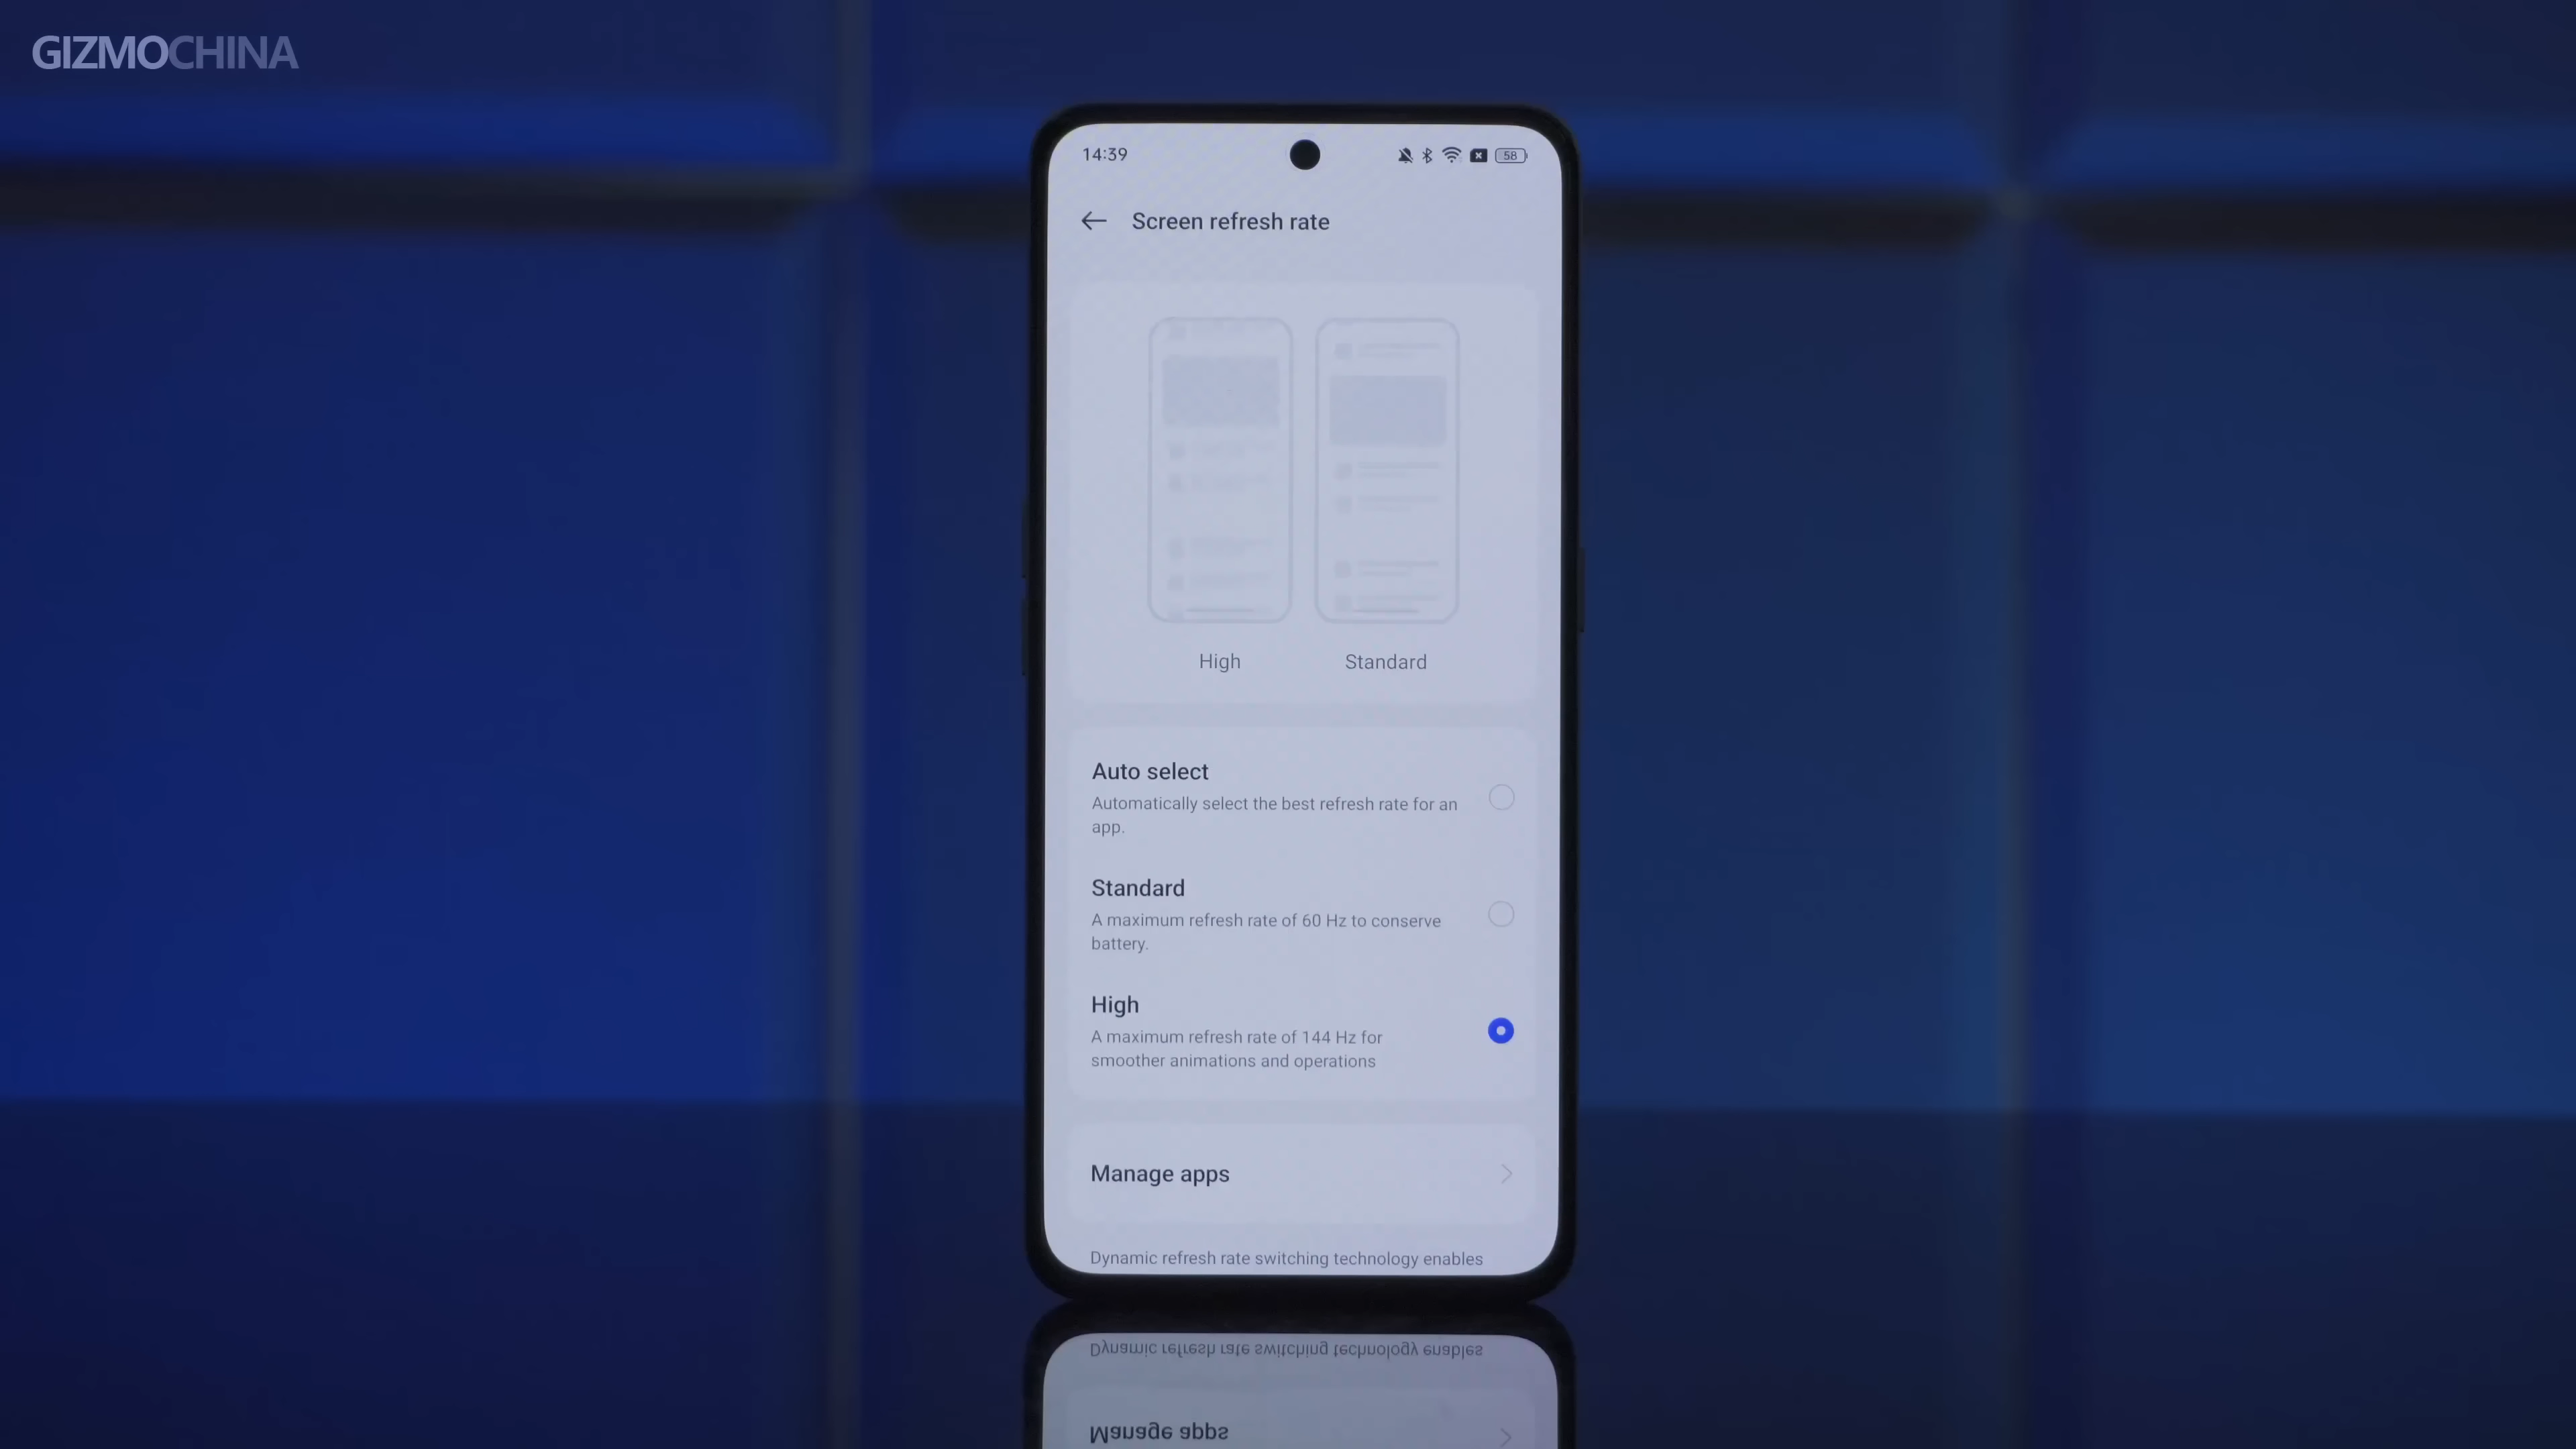 GIZMOCHINA
14:39
58
Screen refresh rate
High
Standard
Auto select
Automatically select the best refresh rate for an
app.
Standard
A maximum refresh rate of 60 Hz to conserve
battery.
High
A maximum refresh rate of 144 Hz for
smoother animations and operations
Manage apps
Dynamic refresh rate switching technology enables
Dynamic refresh rate switching technology enables
Manage apps